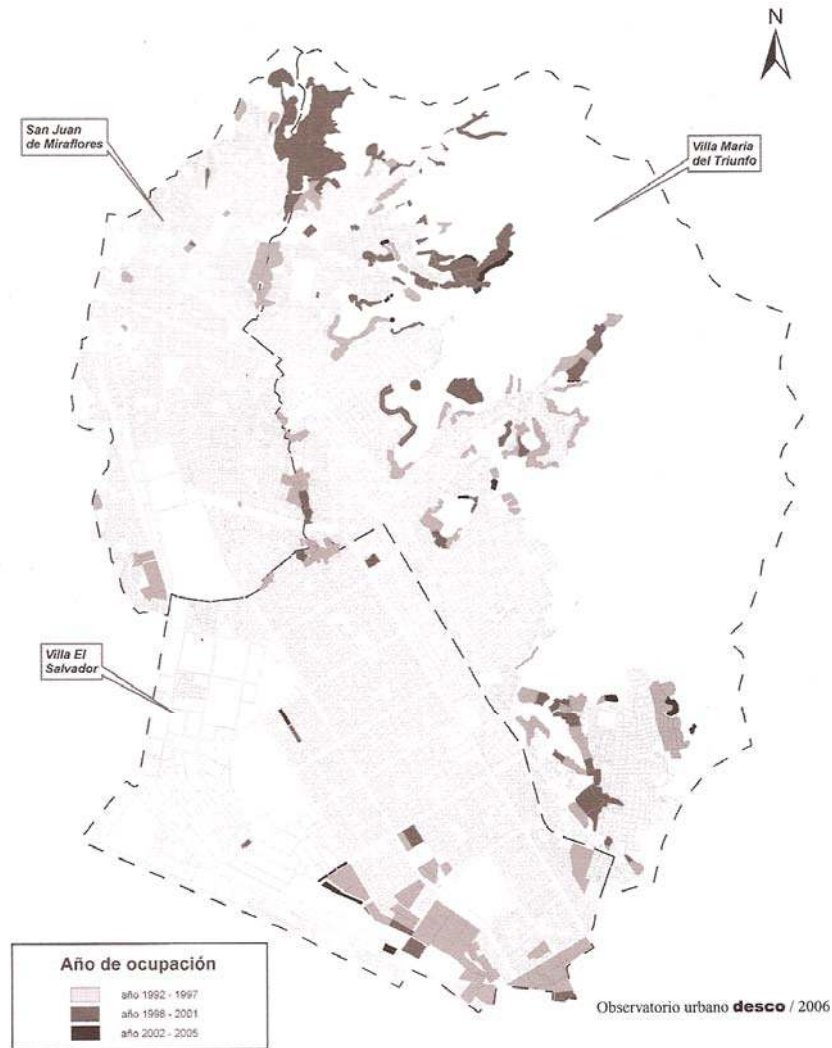 N
San Juan
de Miraflores
Villa Maria
del Triunfo
Villa El
Salvador
Año de ocupación
año 1992 - 1997
año 1998 - 2001
año 2002 - 2005
Observatorio urbano desco / 2006